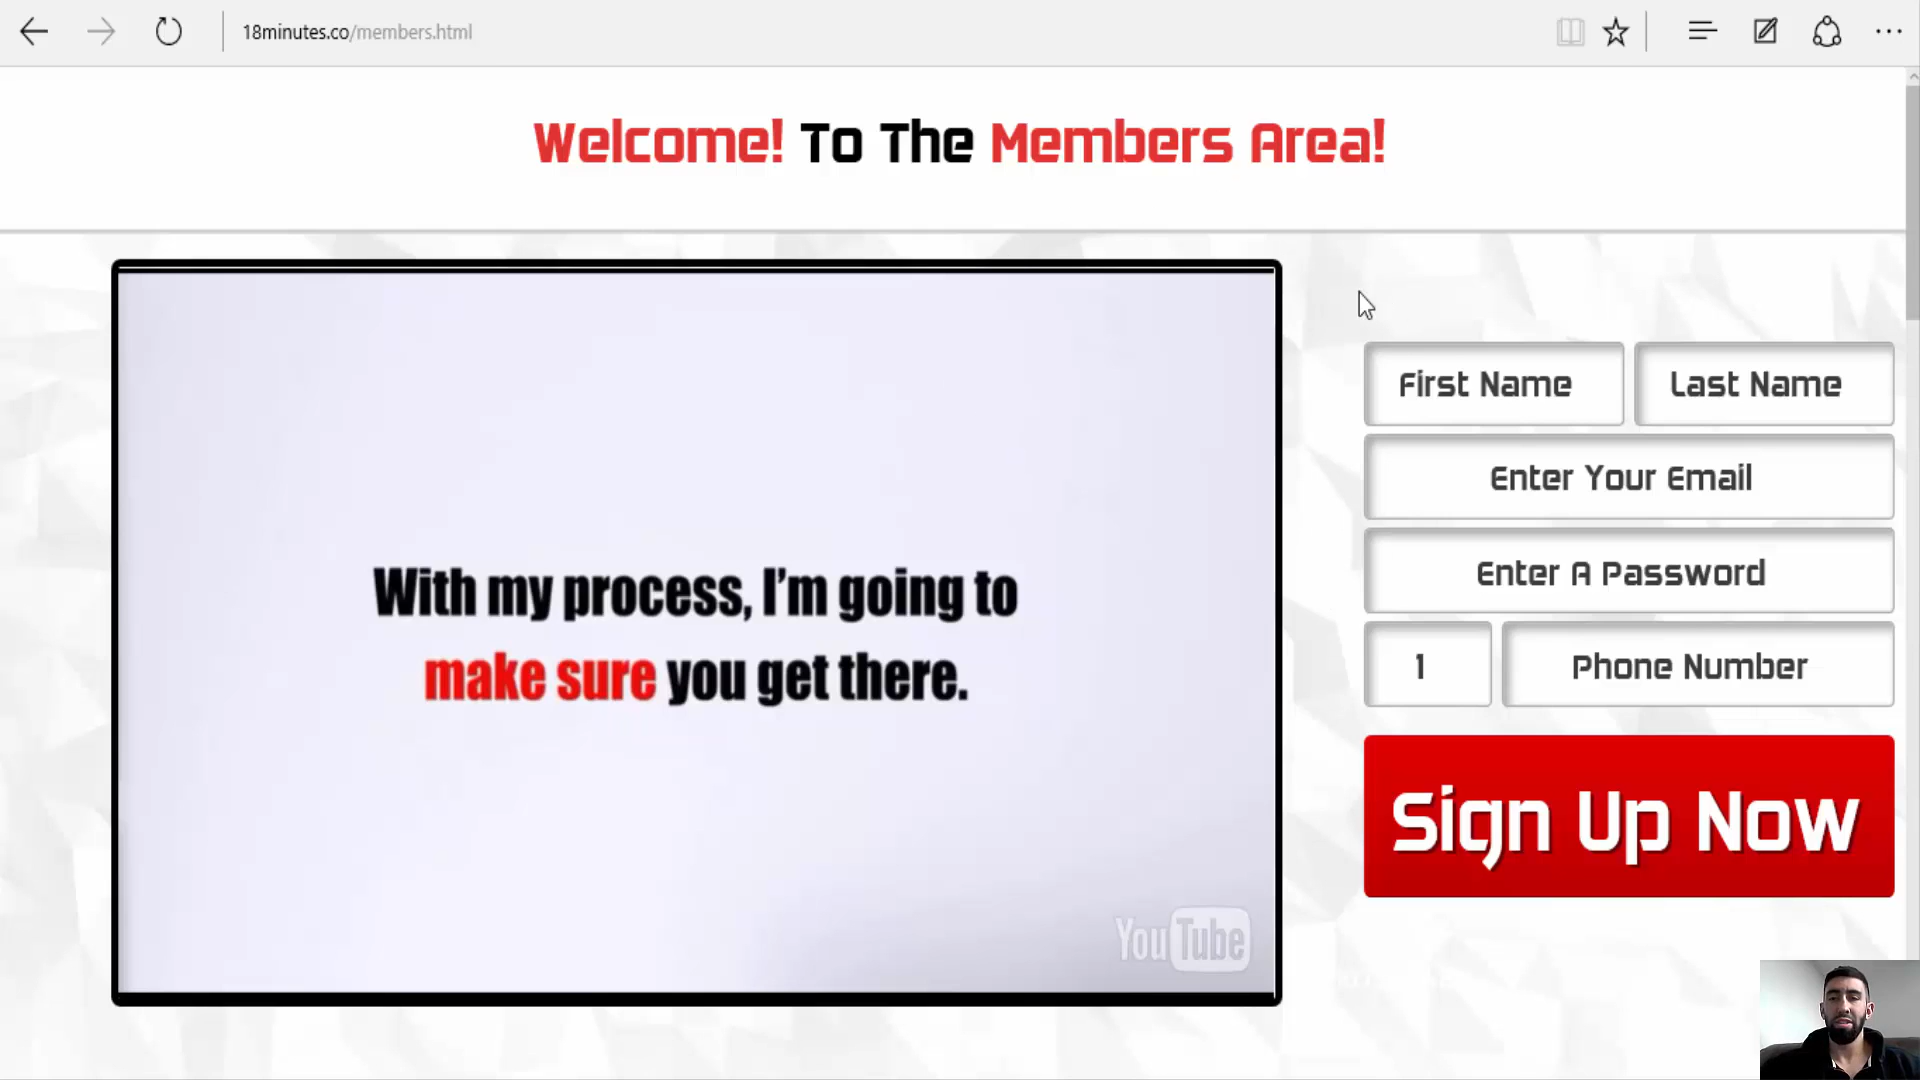 18minutes.co/members.html
Welcome! To The Members Area!
With my process, I'm going to
make sure you get there.
YouTube
First Name
Last Name
Enter Your Email
Enter A Password
1
Phone Number
Sign Up Now